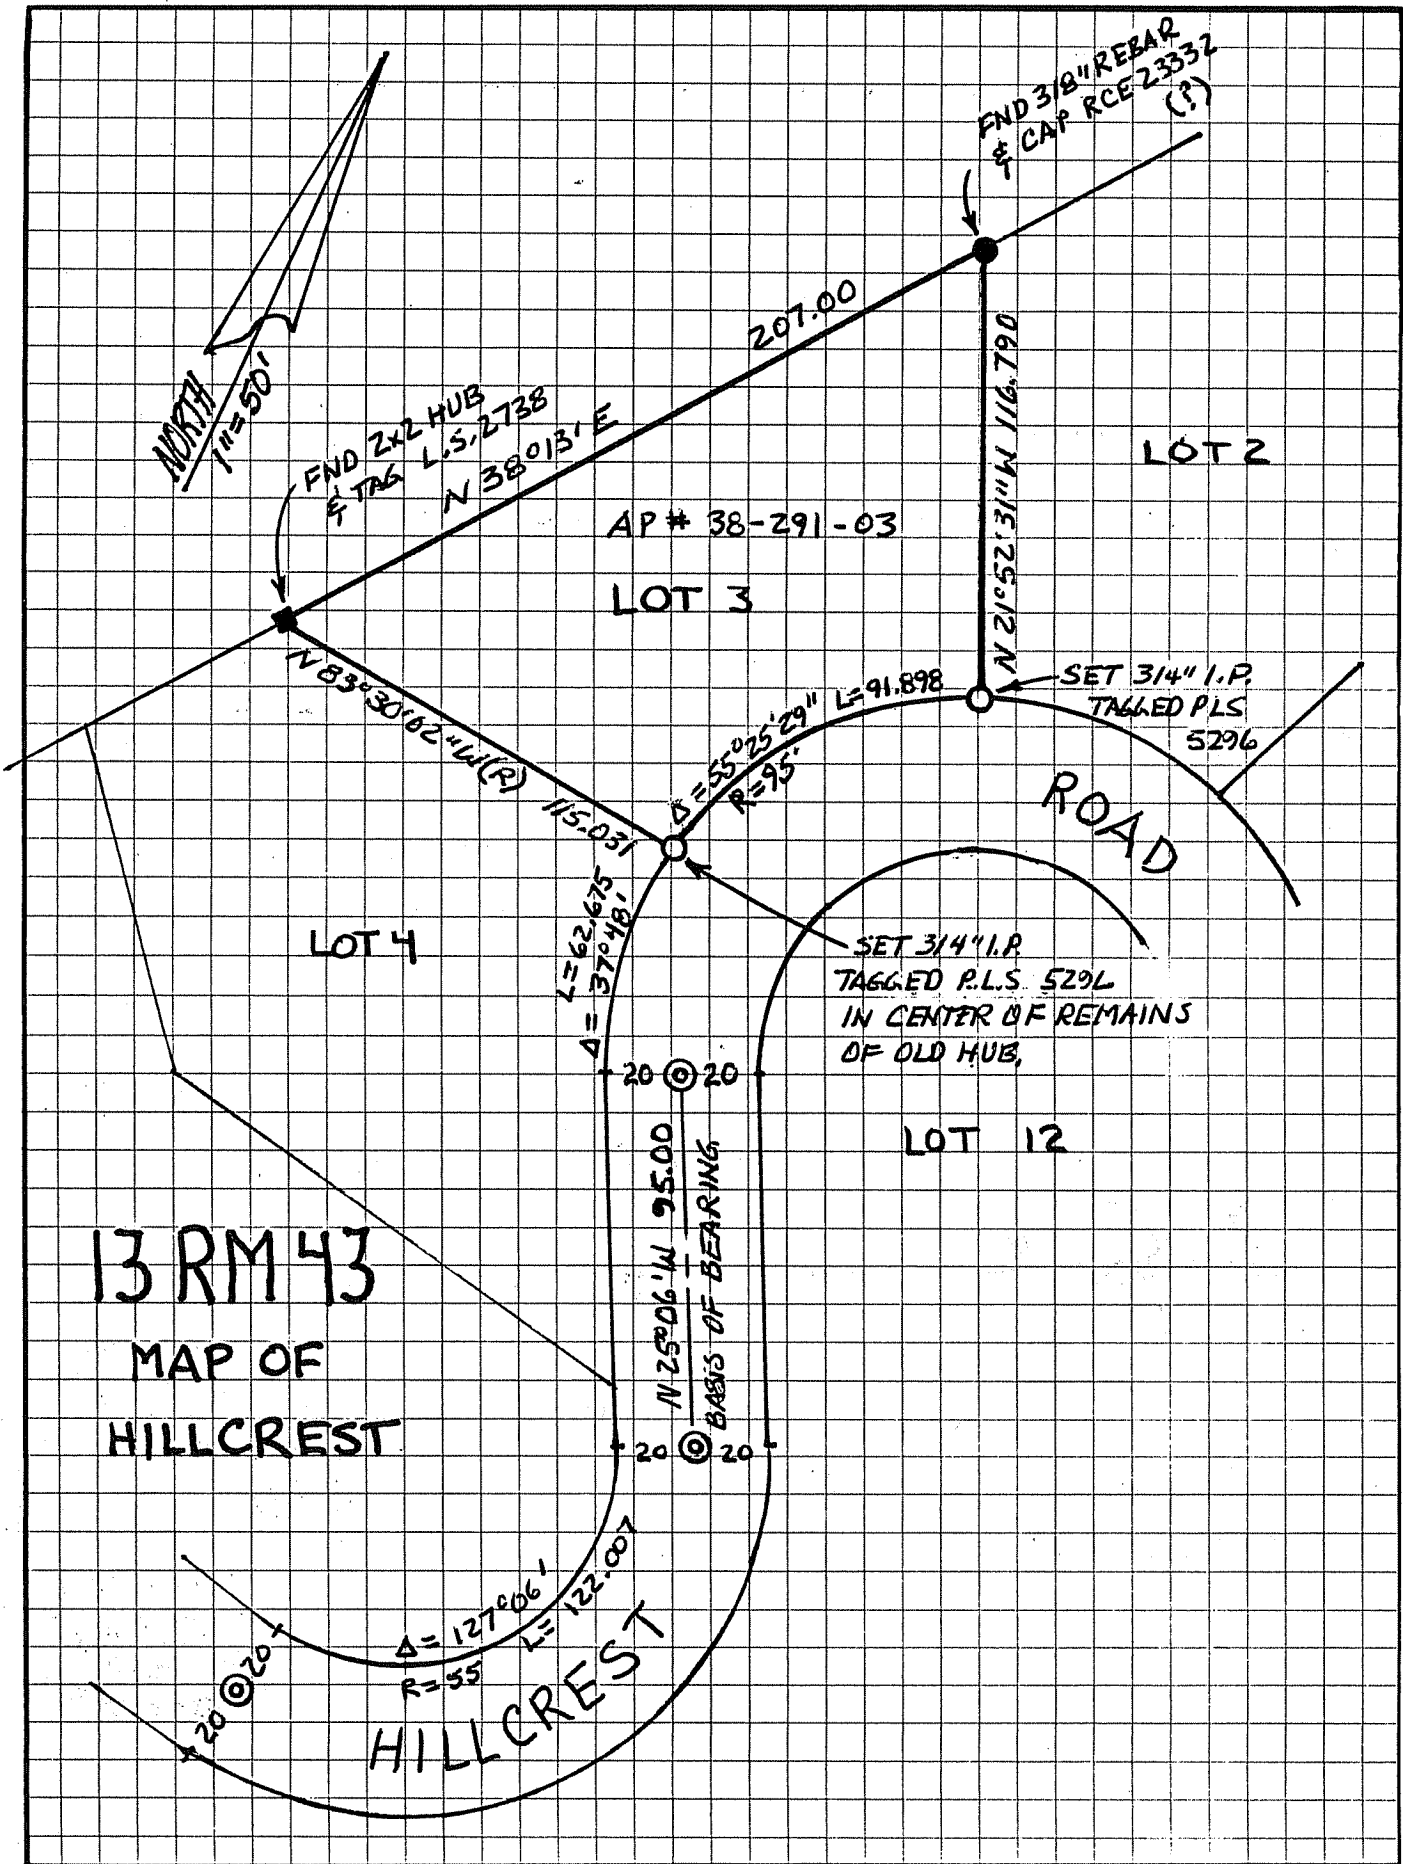 FND 3/8" REBAR
& CAP RCE 23332
(?)
NORTH
1"=50'
207.00
FND 2x2 HUB
& TAG L.S. 2738
N 38°13' E
N 21°52'31"W 116.790
LOT 2
AP # 38-291-03
LOT 3
N 83°30'02"W(R) 115.031
Δ=55°25'29" L=91.898
R=95'
SET 3/4" I.P.
TAGGED PLS
5296
ROAD
L=62.675
Δ=37°48'
LOT 4
SET 3/4" I.P.
TAGGED P.L.S. 5296
IN CENTER OF REMAINS
OF OLD HUB,
20 20
LOT 12
N 25°06'W 95.00
BASIS OF BEARING
13 RM 43
MAP OF
HILLCREST
20 20
Δ=127°06'
L=122.007
R=55
20 20
HILLCREST